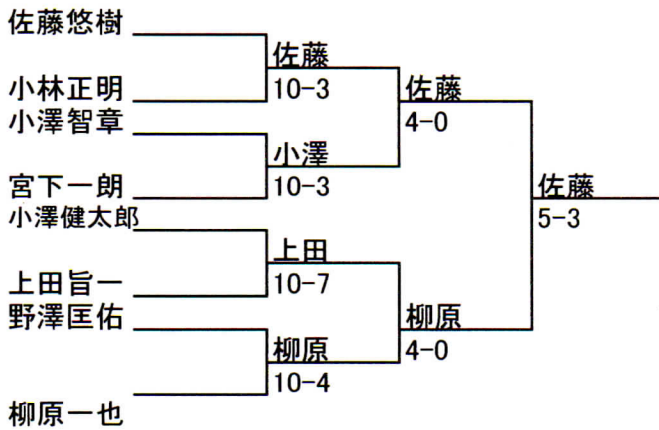 佐藤悠樹
小林正明
小澤智章
宮下一朗
小澤健太郎
上田旨一
野澤匡佑
柳原一也
佐藤
10-3
小澤
10-3
上田
10-7
柳原
10-4
佐藤
4-0
柳原
4-0
佐藤
5-3